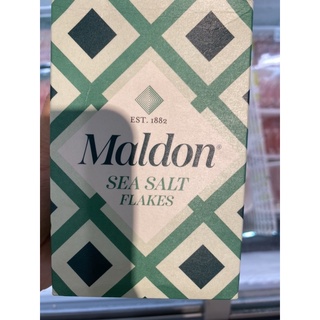 EST. 1882
Maldon®
SEA SALT
FLAKES